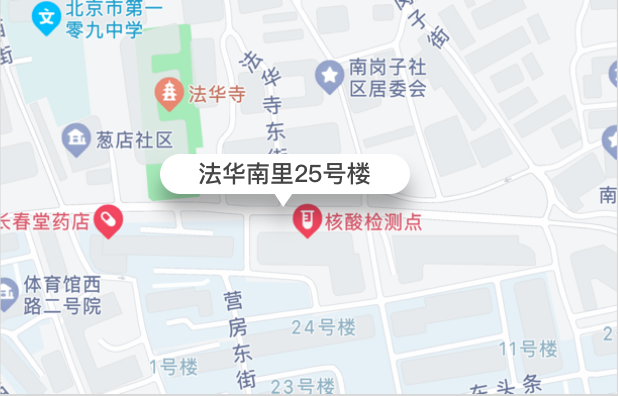 北京市第一
零九中学
岗子街
法华寺东街
南岗子社
区居委会
法华寺
葱店社区
法华南里25号楼
南
长春堂药店
核酸检测点
体育馆西
路二号院
营房东街
24号楼
11号楼
2
1号楼
23号楼
东头条